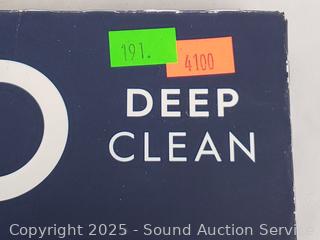 191.
4100
DEEP
CLEAN
Copyright 2025 - Sound Auction Service